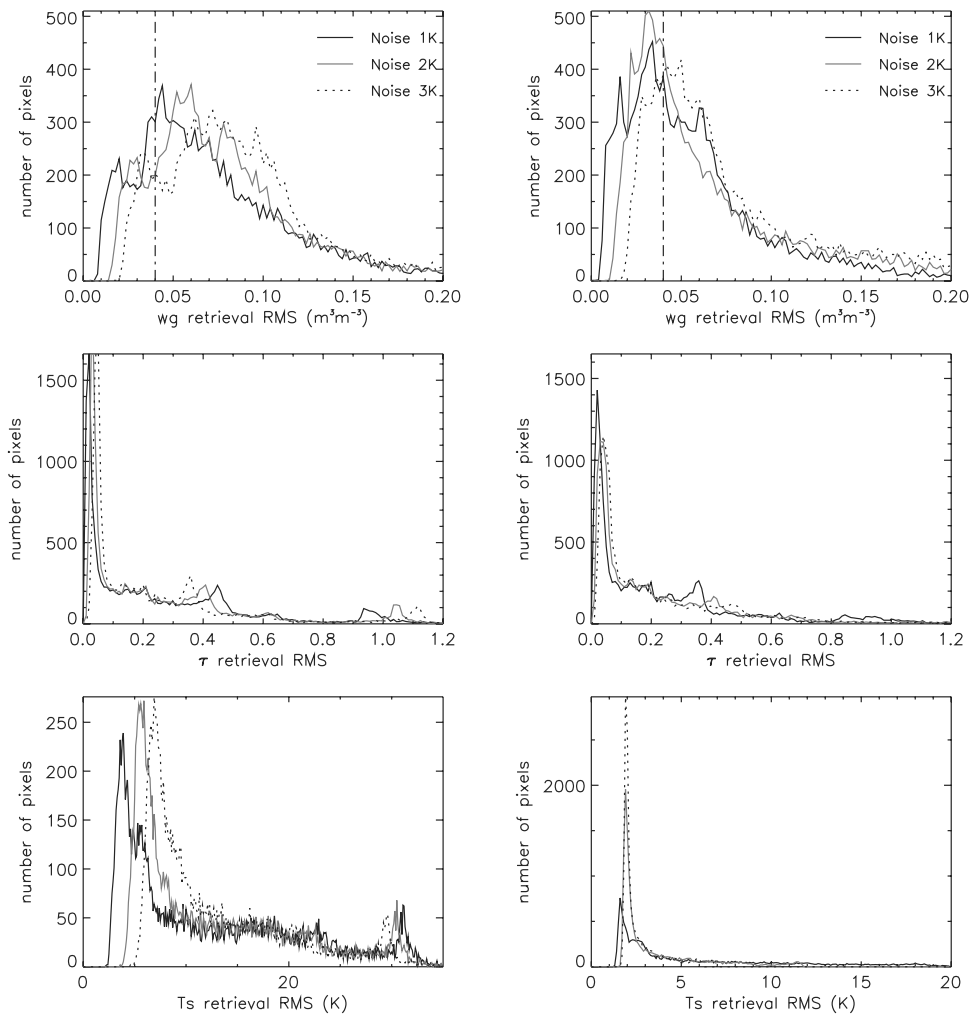 500
400
300
200
100
0
number of pixels
Noise 1K
Noise 2K
Noise 3K
0.00 0.05 0.10 0.15 0.20
wg retrieval RMS (m³m⁻³)
500
400
300
200
100
0
number of pixels
Noise 1K
Noise 2K
Noise 3K
0.00 0.05 0.10 0.15 0.20
wg retrieval RMS (m³m⁻³)
1500
1000
500
0
number of pixels
0.0 0.2 0.4 0.6 0.8 1.0 1.2
τ retrieval RMS
1500
1000
500
0
number of pixels
0.0 0.2 0.4 0.6 0.8 1.0 1.2
τ retrieval RMS
250
200
150
100
50
0
number of pixels
0 20
Ts retrieval RMS (K)
2000
0
number of pixels
0 5 10 15 20
Ts retrieval RMS (K)